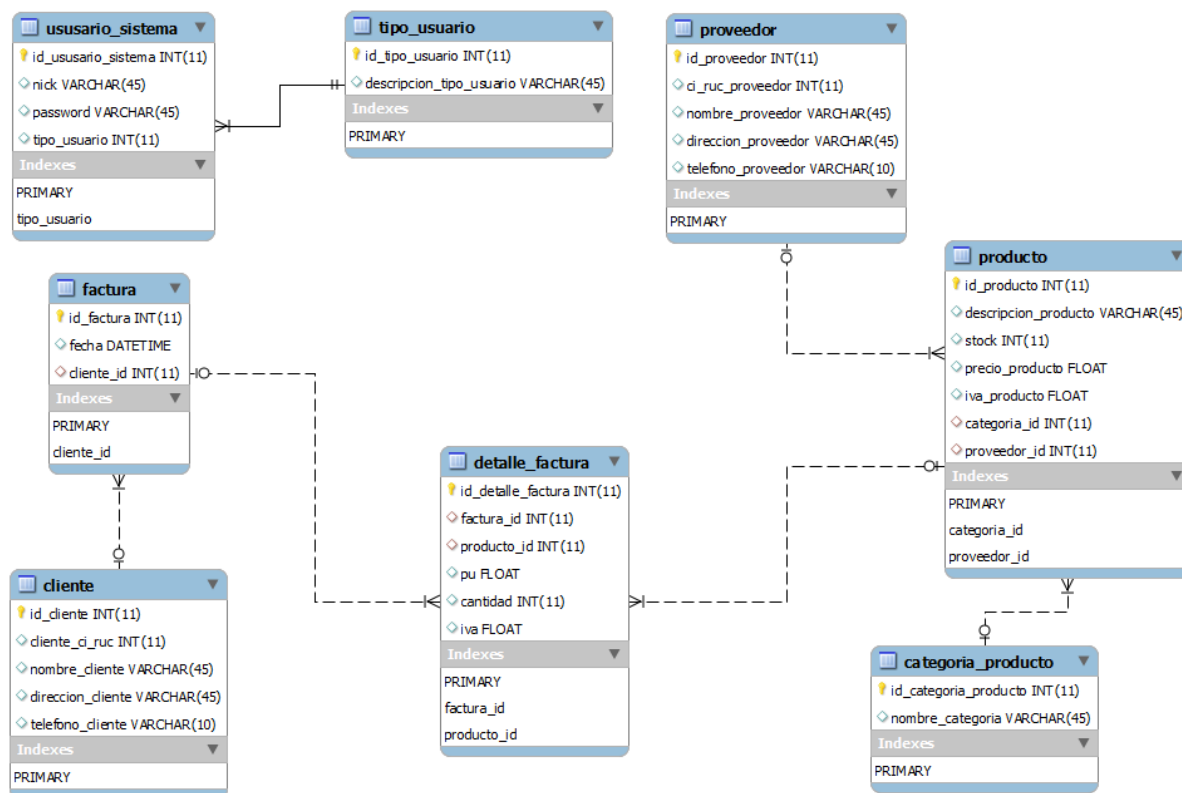 ususario_sistema
id_ususario_sistema INT(11)
nick VARCHAR(45)
password VARCHAR(45)
tipo_usuario INT(11)
Indexes
PRIMARY
tipo_usuario
tipo_usuario
id_tipo_usuario INT(11)
descripcion_tipo_usuario VARCHAR(45)
Indexes
PRIMARY
proveedor
id_proveedor INT(11)
ci_ruc_proveedor INT(11)
nombre_proveedor VARCHAR(45)
direccion_proveedor VARCHAR(45)
telefono_proveedor VARCHAR(10)
Indexes
PRIMARY
factura
id_factura INT(11)
fecha DATETIME
cliente_id INT(11)
Indexes
PRIMARY
cliente_id
producto
id_producto INT(11)
descripcion_producto VARCHAR(45)
stock INT(11)
precio_producto FLOAT
iva_producto FLOAT
categoria_id INT(11)
proveedor_id INT(11)
Indexes
PRIMARY
categoria_id
proveedor_id
detalle_factura
id_detalle_factura INT(11)
factura_id INT(11)
producto_id INT(11)
pu FLOAT
cantidad INT(11)
iva FLOAT
Indexes
PRIMARY
factura_id
producto_id
cliente
id_cliente INT(11)
cliente_ci_ruc INT(11)
nombre_cliente VARCHAR(45)
direccion_cliente VARCHAR(45)
telefono_cliente VARCHAR(10)
Indexes
PRIMARY
categoria_producto
id_categoria_producto INT(11)
nombre_categoria VARCHAR(45)
Indexes
PRIMARY